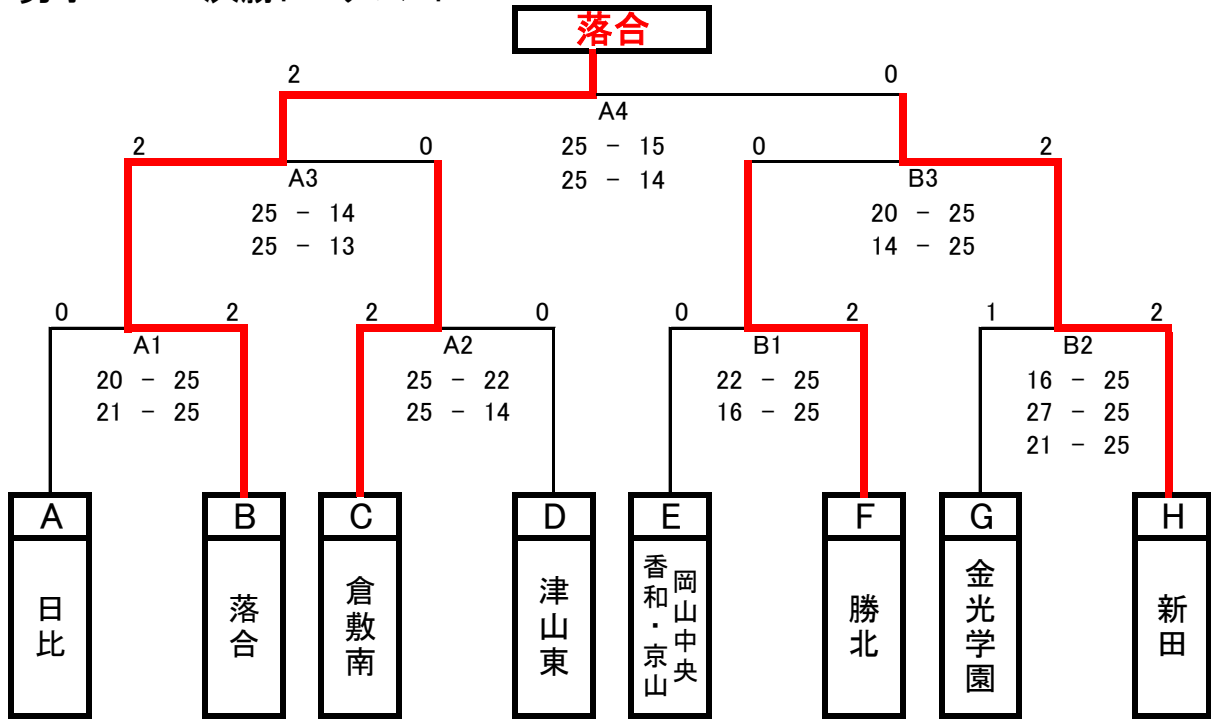 落合
2
0
A4
25 - 15
25 - 14
2
0
A3
25 - 14
25 - 13
0
2
B3
20 - 25
14 - 25
0
2
A1
20 - 25
21 - 25
2
0
A2
25 - 22
25 - 14
0
2
B1
22 - 25
16 - 25
1
2
B2
16 - 25
27 - 25
21 - 25
A
B
C
D
E
F
G
H
日比
落合
倉敷南
津山東
岡山中央
香和・京山
勝北
金光学園
新田